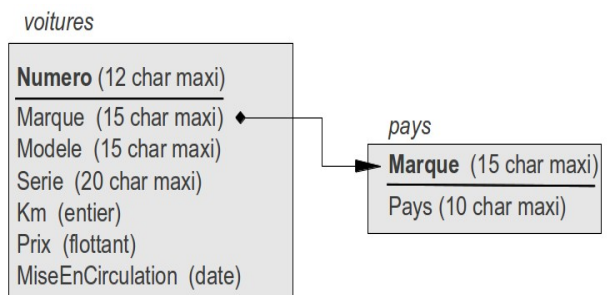 voitures
Numero (12 char maxi)
Marque (15 char maxi)
Modele (15 char maxi)
Serie (20 char maxi)
Km (entier)
Prix (flottant)
MiseEnCirculation (date)
pays
Marque (15 char maxi)
Pays (10 char maxi)